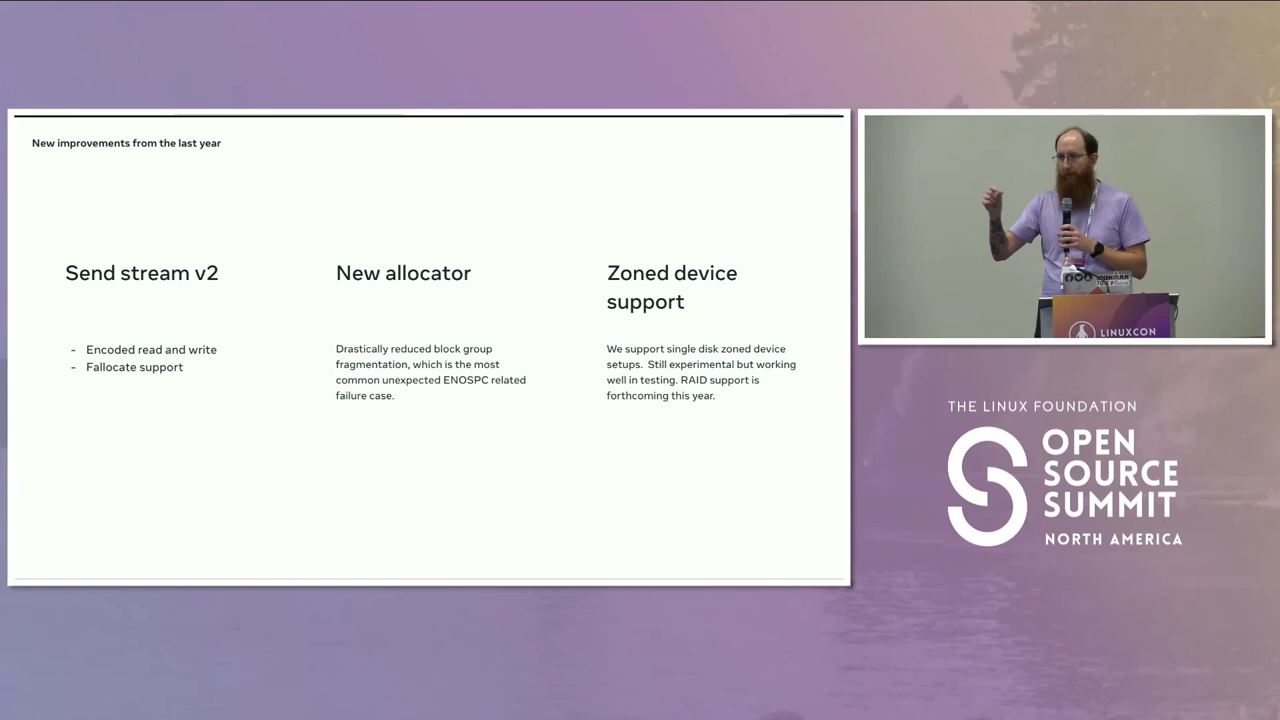 New improvements from the last year
Send stream v2
- Encoded read and write
- Fallocate support
New allocator
Drastically reduced block group
fragmentation, which is the most
common unexpected ENOSPC related
failure case.
Zoned device
support
We support single disk zoned device
setups. Still experimental but working
well in testing. RAID support is
forthcoming this year.
IRONMAN
LINUXCON
THE LINUX FOUNDATION
OPEN
SOURCE
SUMMIT
NORTH AMERICA